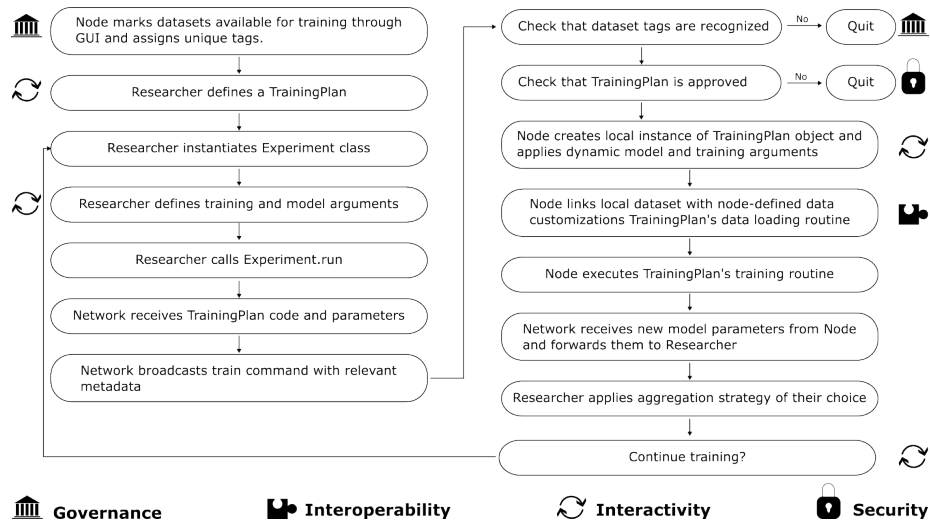 Node marks datasets available for training through
GUI and assigns unique tags.
Researcher defines a TrainingPlan
Researcher instantiates Experiment class
Researcher defines training and model arguments
Researcher calls Experiment.run
Network receives TrainingPlan code and parameters
Network broadcasts train command with relevant
metadata
Check that dataset tags are recognized
No
Quit
Check that TrainingPlan is approved
No
Quit
Node creates local instance of TrainingPlan object and
applies dynamic model and training arguments
Node links local dataset with node-defined data
customizations TrainingPlan's data loading routine
Node executes TrainingPlan's training routine
Network receives new model parameters from Node
and forwards them to Researcher
Researcher applies aggregation strategy of their choice
Continue training?
Governance
Interoperability
Interactivity
Security